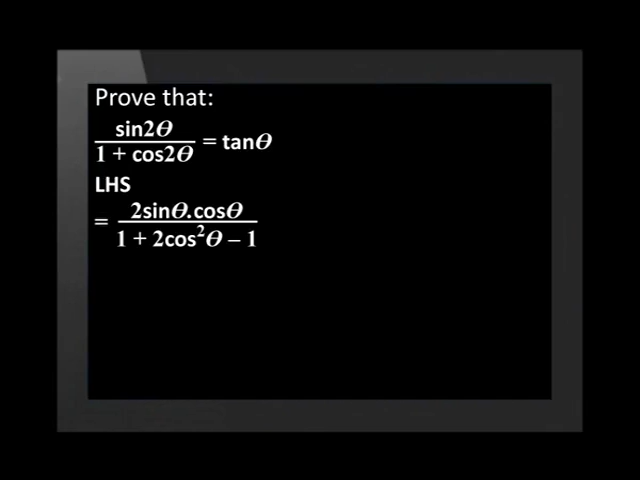 Prove that:
sin2θ
1 + cos2θ = tanθ
LHS
= 2sinθ.cosθ
1 + 2cos²θ – 1